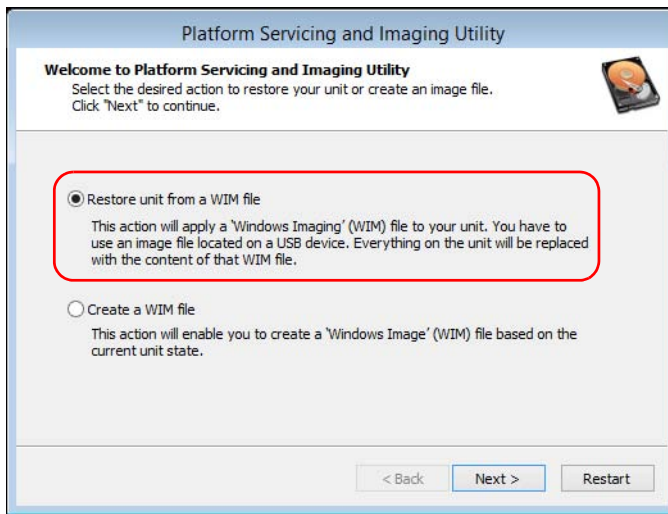 Platform Servicing and Imaging Utility
Welcome to Platform Servicing and Imaging Utility
Select the desired action to restore your unit or create an image file.
Click "Next" to continue.
Restore unit from a WIM file
This action will apply a 'Windows Imaging' (WIM) file to your unit. You have to
use an image file located on a USB device. Everything on the unit will be replaced
with the content of that WIM file.
Create a WIM file
This action will enable you to create a 'Windows Image' (WIM) file based on the
current unit state.
< Back Next > Restart